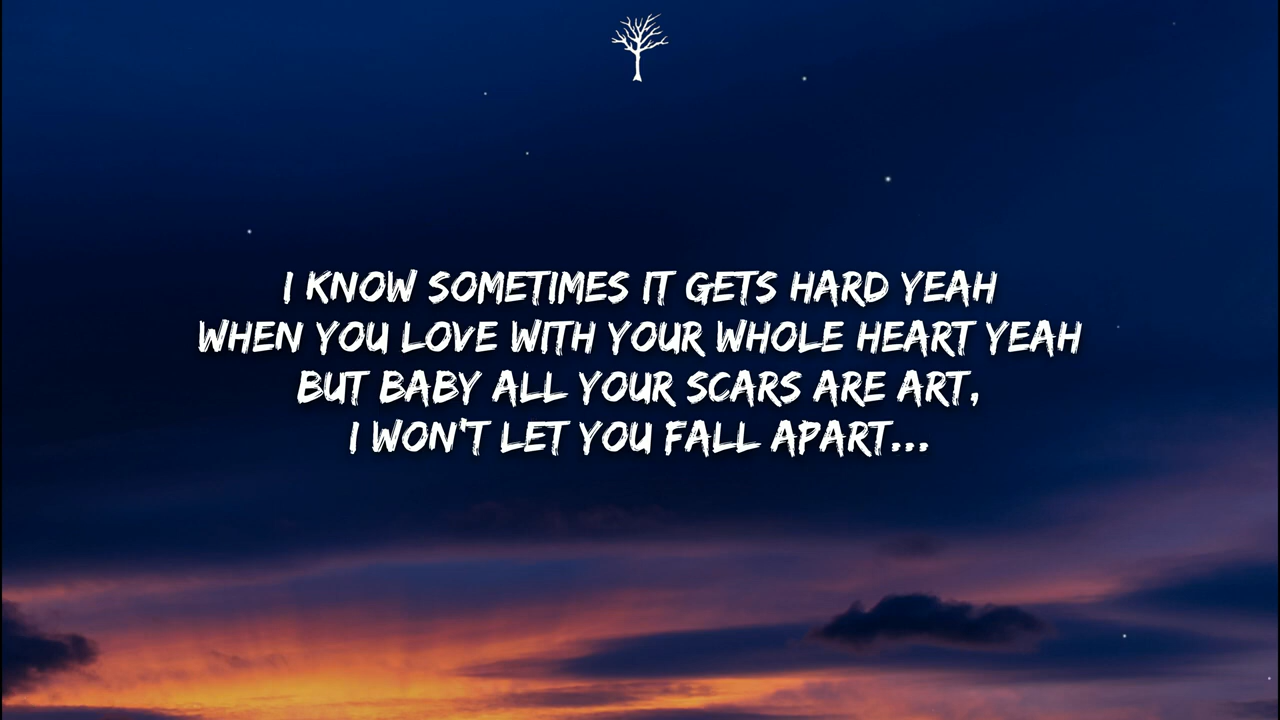 I KNOW SOMETIMES IT GETS HARD YEAH
WHEN YOU LOVE WITH YOUR WHOLE HEART YEAH
BUT BABY ALL YOUR SCARS ARE ART,
I WON'T LET YOU FALL APART...